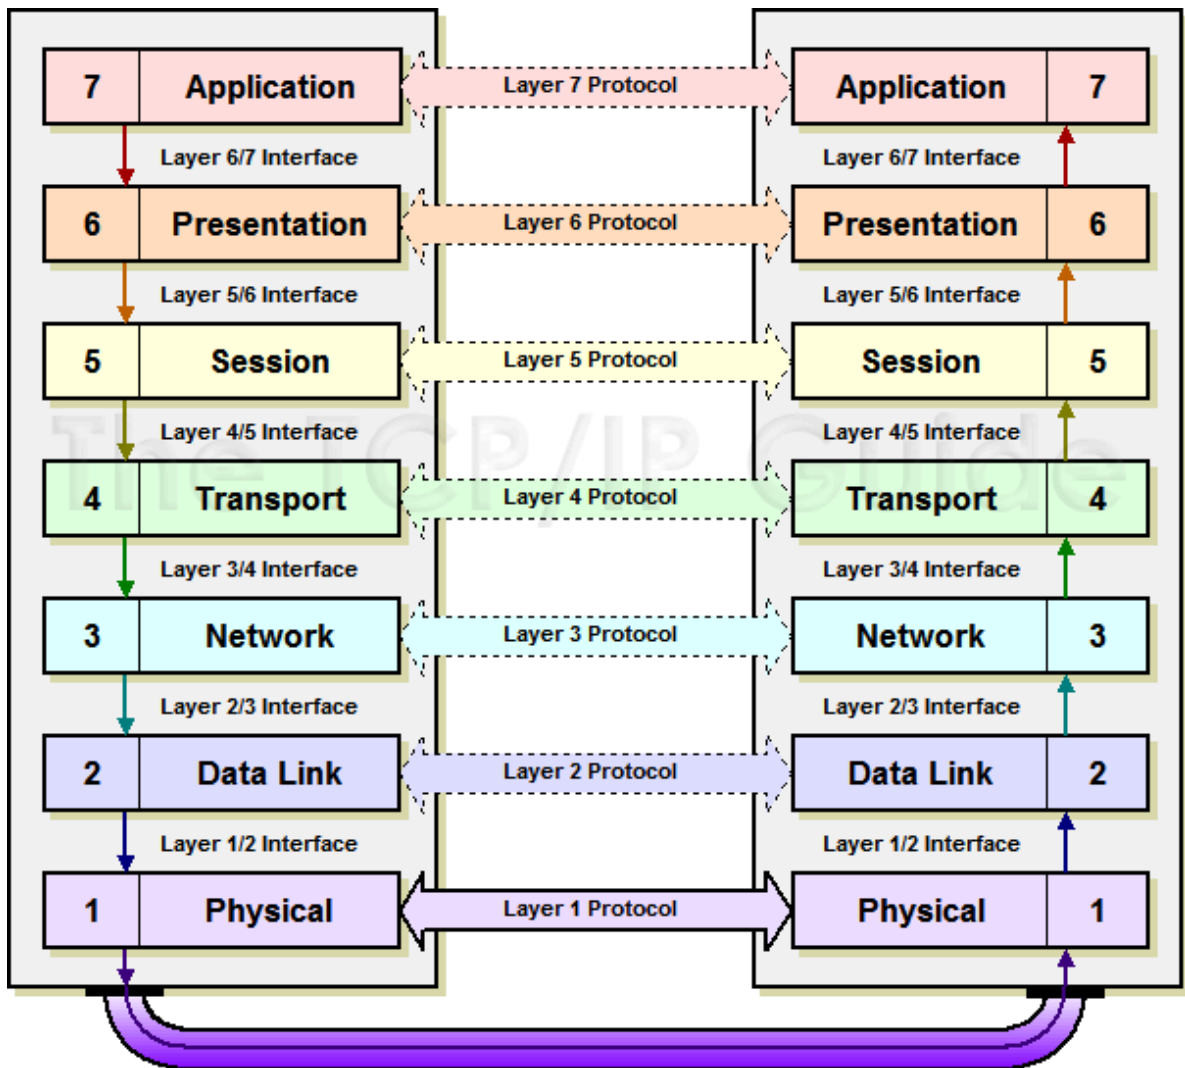 7 Application Layer 7 Protocol Application 7
Layer 6/7 Interface Layer 6/7 Interface
6 Presentation Layer 6 Protocol Presentation 6
Layer 5/6 Interface Layer 5/6 Interface
5 Session Layer 5 Protocol Session 5
Layer 4/5 Interface Layer 4/5 Interface
The TCP/IP Guide
4 Transport Layer 4 Protocol Transport 4
Layer 3/4 Interface Layer 3/4 Interface
3 Network Layer 3 Protocol Network 3
Layer 2/3 Interface Layer 2/3 Interface
2 Data Link Layer 2 Protocol Data Link 2
Layer 1/2 Interface Layer 1/2 Interface
1 Physical Layer 1 Protocol Physical 1